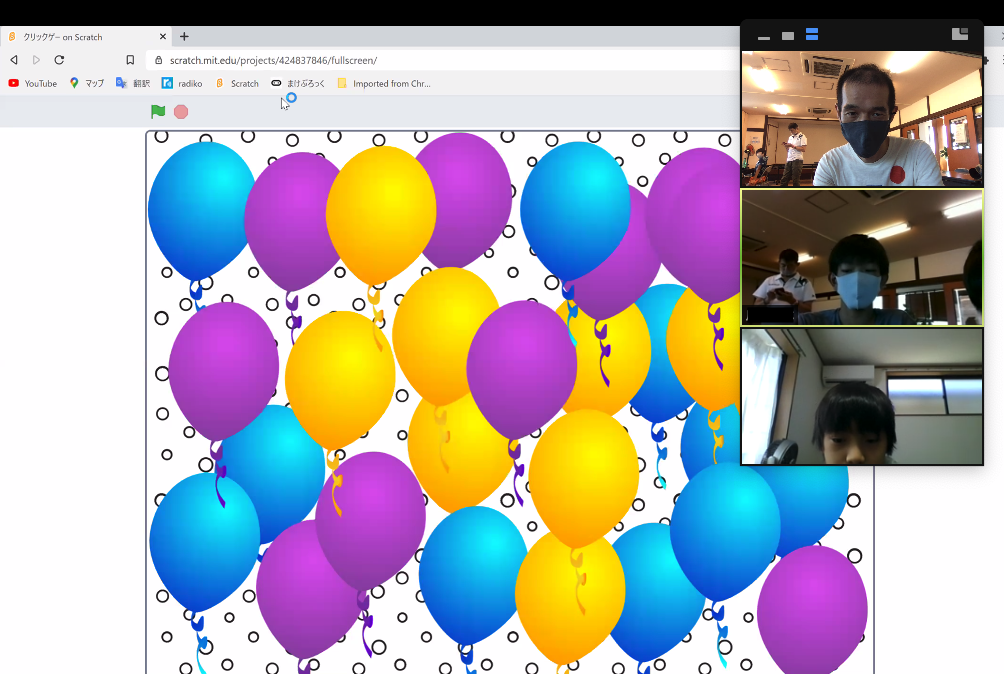 クリックゲー on Scratch
scratch.mit.edu/projects/424837846/fullscreen/
YouTube マップ 翻訳 radiko Scratch まけぶろっく Imported from Chr...